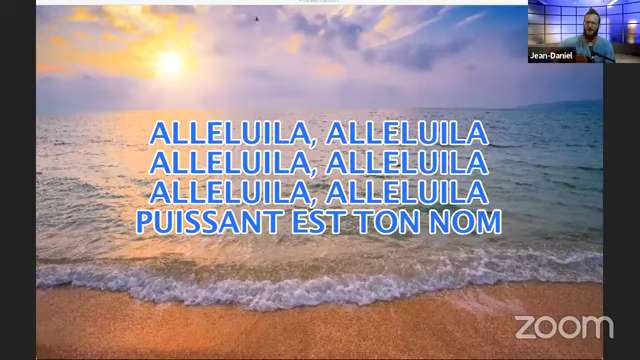 Jean-Daniel
ALLELUILA, ALLELUILA
ALLELUILA, ALLELUILA
ALLELUILA, ALLELUILA
PUISSANT EST TON NOM
zoom